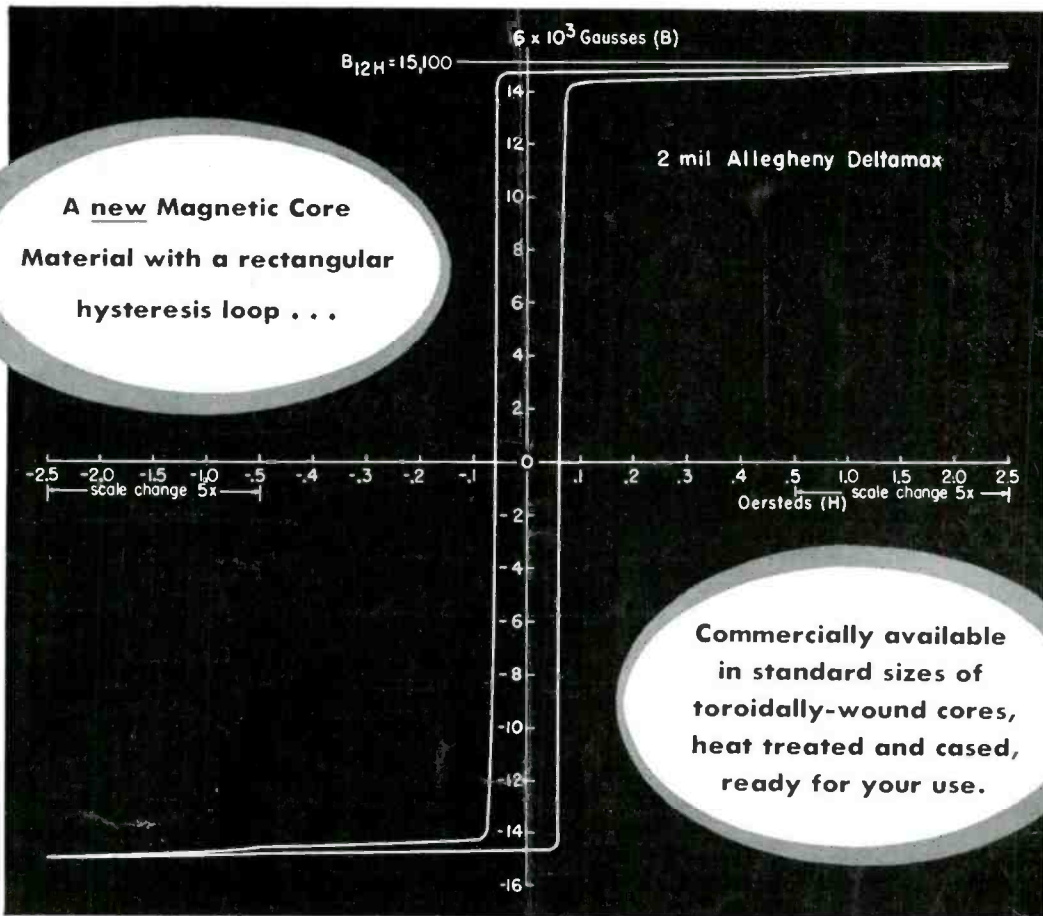 6 x 10³ Gausses (B)
B12H = 15,100
14
12
2 mil Allegheny Deltamax
10
8
6
4
2
A new Magnetic Core
Material with a rectangular
hysteresis loop . . .
-2.5 -2.0 -1.5 -1.0 -.5 -.4 -.3 -.2 -.1 0 .1 .2 .3 .4 .5 1.0 1.5 2.0 2.5
scale change 5x
Oersteds (H)
scale change 5x
-2
-4
-6
-8
-10
-12
-14
-16
Commercially available
in standard sizes of
toroidally-wound cores,
heat treated and cased,
ready for your use.